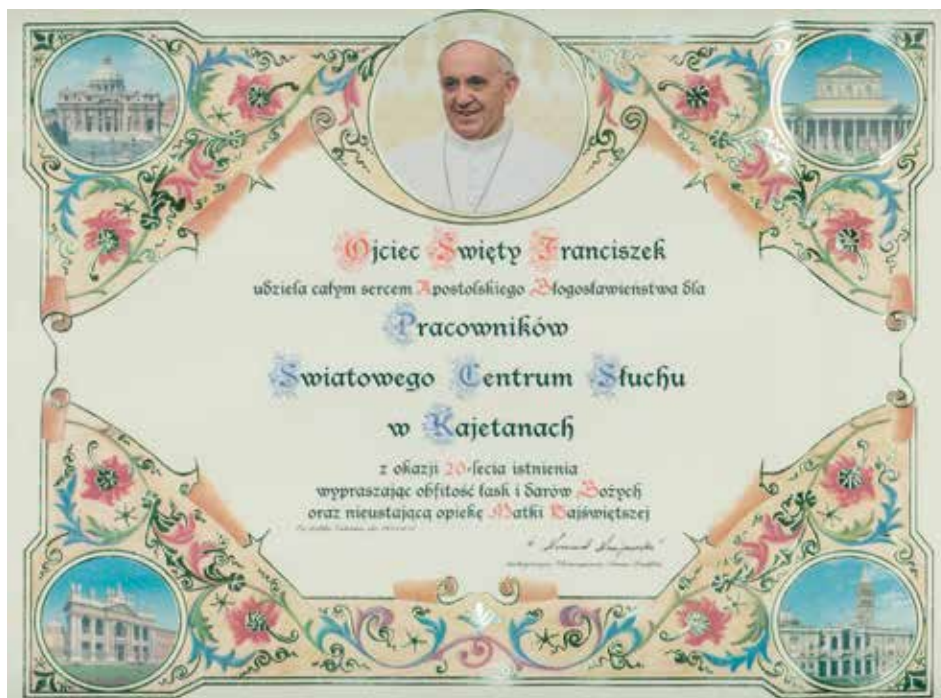 Ojciec Święty Franciszek
udziela całym sercem Apostolskiego Błogosławieństwa dla
Pracowników
Światowego Centrum Słuchu
w Kajetanach
z okazji 20-lecia istnienia
wypraszając obfitość łask i darów Bożych
oraz nieustającą opiekę Matki Najświętszej